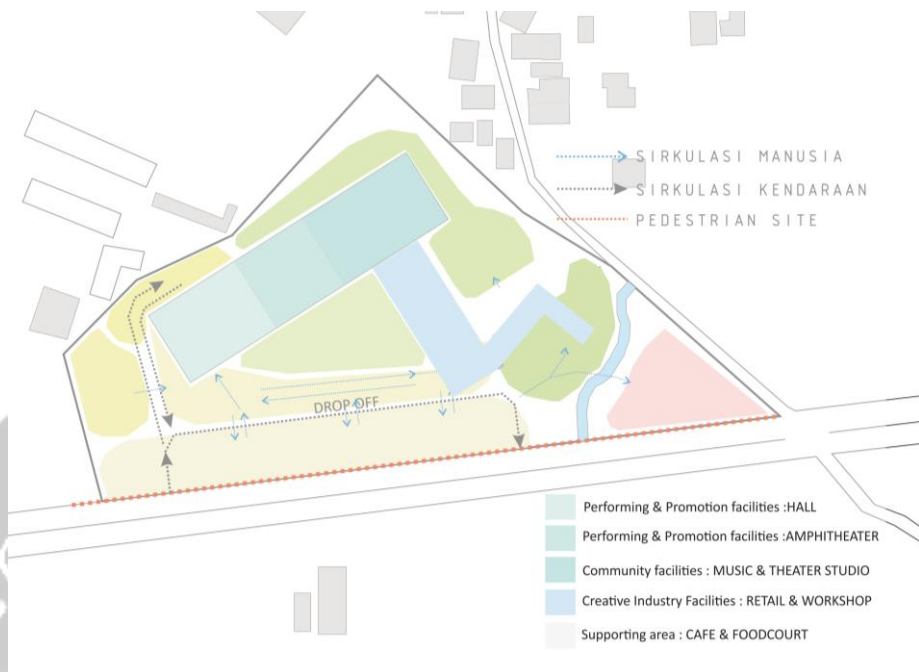 SIRKULASI MANUSIA
SIRKULASI KENDARAAN
PEDESTRIAN SITE
DROP OFF
Performing & Promotion facilities :HALL
Performing & Promotion facilities :AMPHITHEATER
Community facilities : MUSIC & THEATER STUDIO
Creative Industry Facilities : RETAIL & WORKSHOP
Supporting area : CAFE & FOODCOURT